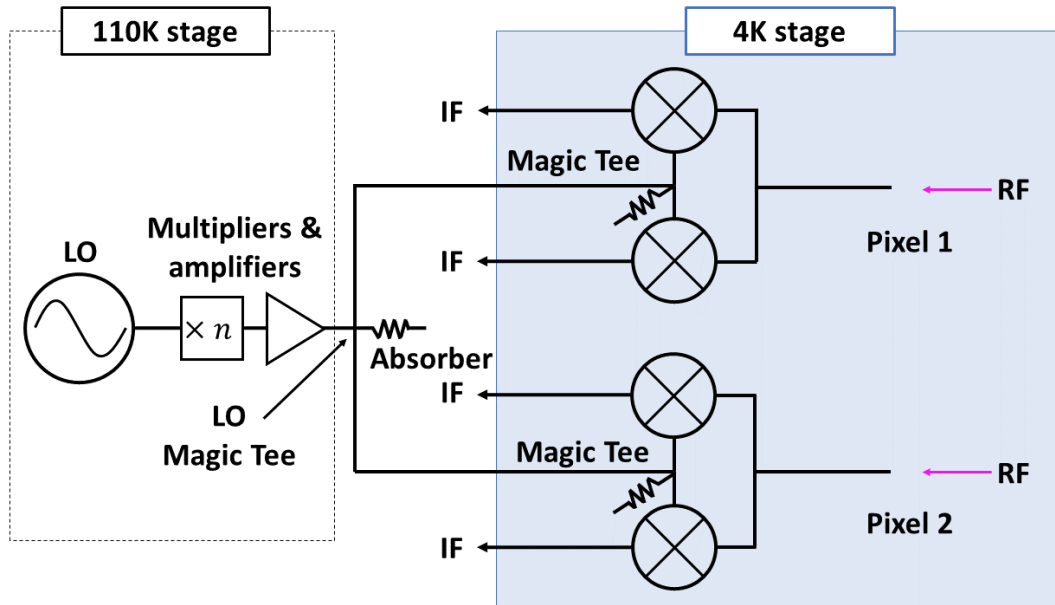 110K stage
4K stage
IF
Magic Tee
RF
Multipliers &
amplifiers
LO
IF
Pixel 1
× n
Absorber
IF
LO
Magic Tee
Magic Tee
RF
Pixel 2
IF